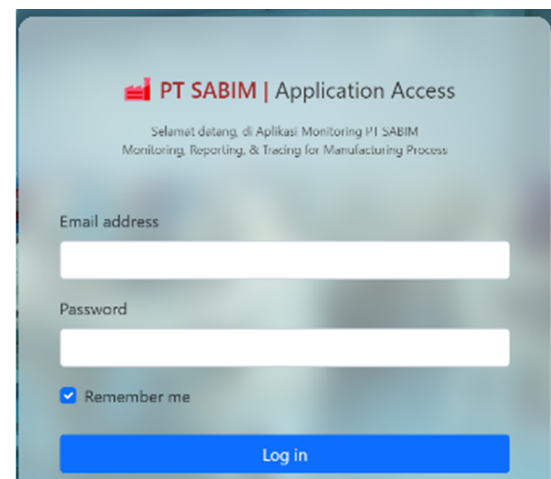 PT SABIM | Application Access
Selamat datang, di Aplikasi Monitoring PT SABIM
Monitoring, Reporting, & Tracing for Manufacturing Process
Email address
Password
Remember me
Log in